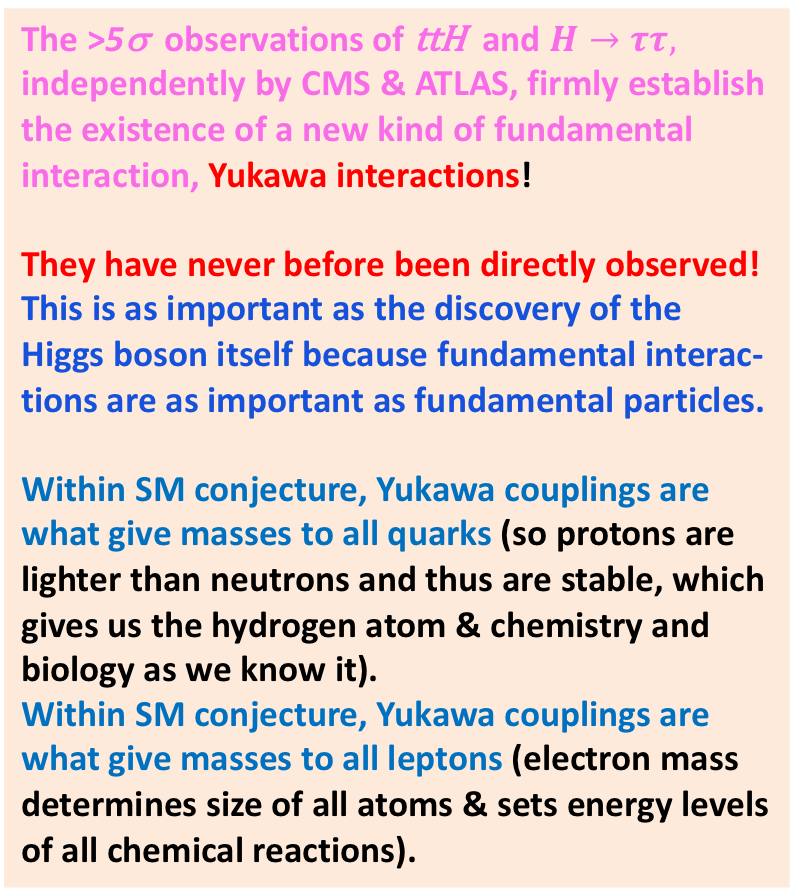 The >5σ observations of ttH and H → ττ,
independently by CMS & ATLAS, firmly establish
the existence of a new kind of fundamental
interaction, Yukawa interactions!
They have never before been directly observed!
This is as important as the discovery of the
Higgs boson itself because fundamental interac-
tions are as important as fundamental particles.
Within SM conjecture, Yukawa couplings are
what give masses to all quarks (so protons are
lighter than neutrons and thus are stable, which
gives us the hydrogen atom & chemistry and
biology as we know it).
Within SM conjecture, Yukawa couplings are
what give masses to all leptons (electron mass
determines size of all atoms & sets energy levels
of all chemical reactions).